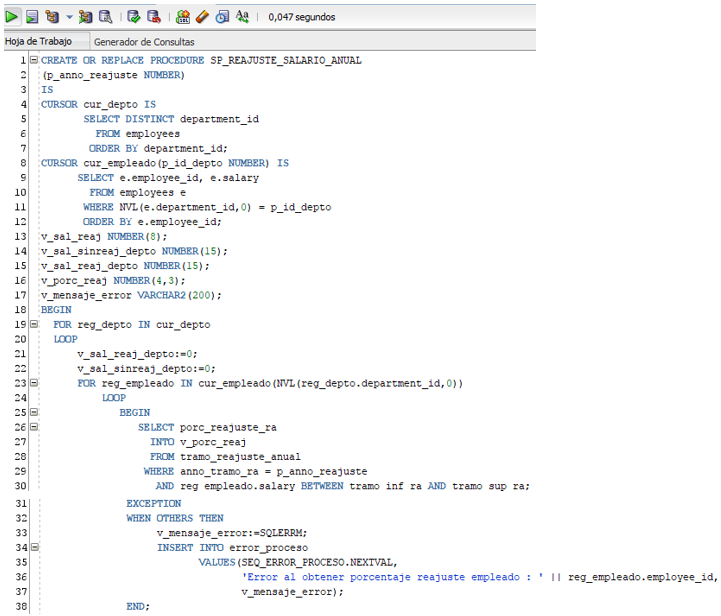 0,047 segundos
Hoja de Trabajo Generador de Consultas
1 CREATE OR REPLACE PROCEDURE SP_REAJUSTE_SALARIO_ANUAL
2 (p_anno_reajuste NUMBER)
3 IS
4 CURSOR cur_depto IS
5 SELECT DISTINCT department_id
6 FROM employees
7 ORDER BY department_id;
8 CURSOR cur_empleado(p_id_depto NUMBER) IS
9 SELECT e.employee_id, e.salary
10 FROM employees e
11 WHERE NVL(e.department_id,0) = p_id_depto
12 ORDER BY e.employee_id;
13 v_sal_reaj NUMBER(8);
14 v_sal_sinreaj_depto NUMBER(15);
15 v_sal_reaj_depto NUMBER(15);
16 v_porc_reaj NUMBER(4,3);
17 v_mensaje_error VARCHAR2(200);
18 BEGIN
19 FOR reg_depto IN cur_depto
20 LOOP
21 v_sal_reaj_depto:=0;
22 v_sal_sinreaj_depto:=0;
23 FOR reg_empleado IN cur_empleado(NVL(reg_depto.department_id,0))
24 LOOP
25 BEGIN
26 SELECT porc_reajuste_ra
27 INTO v_porc_reaj
28 FROM tramo_reajuste_anual
29 WHERE anno_tramo_ra = p_anno_reajuste
30 AND reg empleado.salary BETWEEN tramo inf ra AND tramo sup ra;
31 EXCEPTION
32 WHEN OTHERS THEN
33 v_mensaje_error:=SQLERRM;
34 INSERT INTO error_proceso
35 VALUES(SEQ_ERROR_PROCESO.NEXTVAL,
36 'Error al obtener porcentaje reajuste empleado : ' || reg_empleado.employee_id,
37 v_mensaje_error);
38 END;